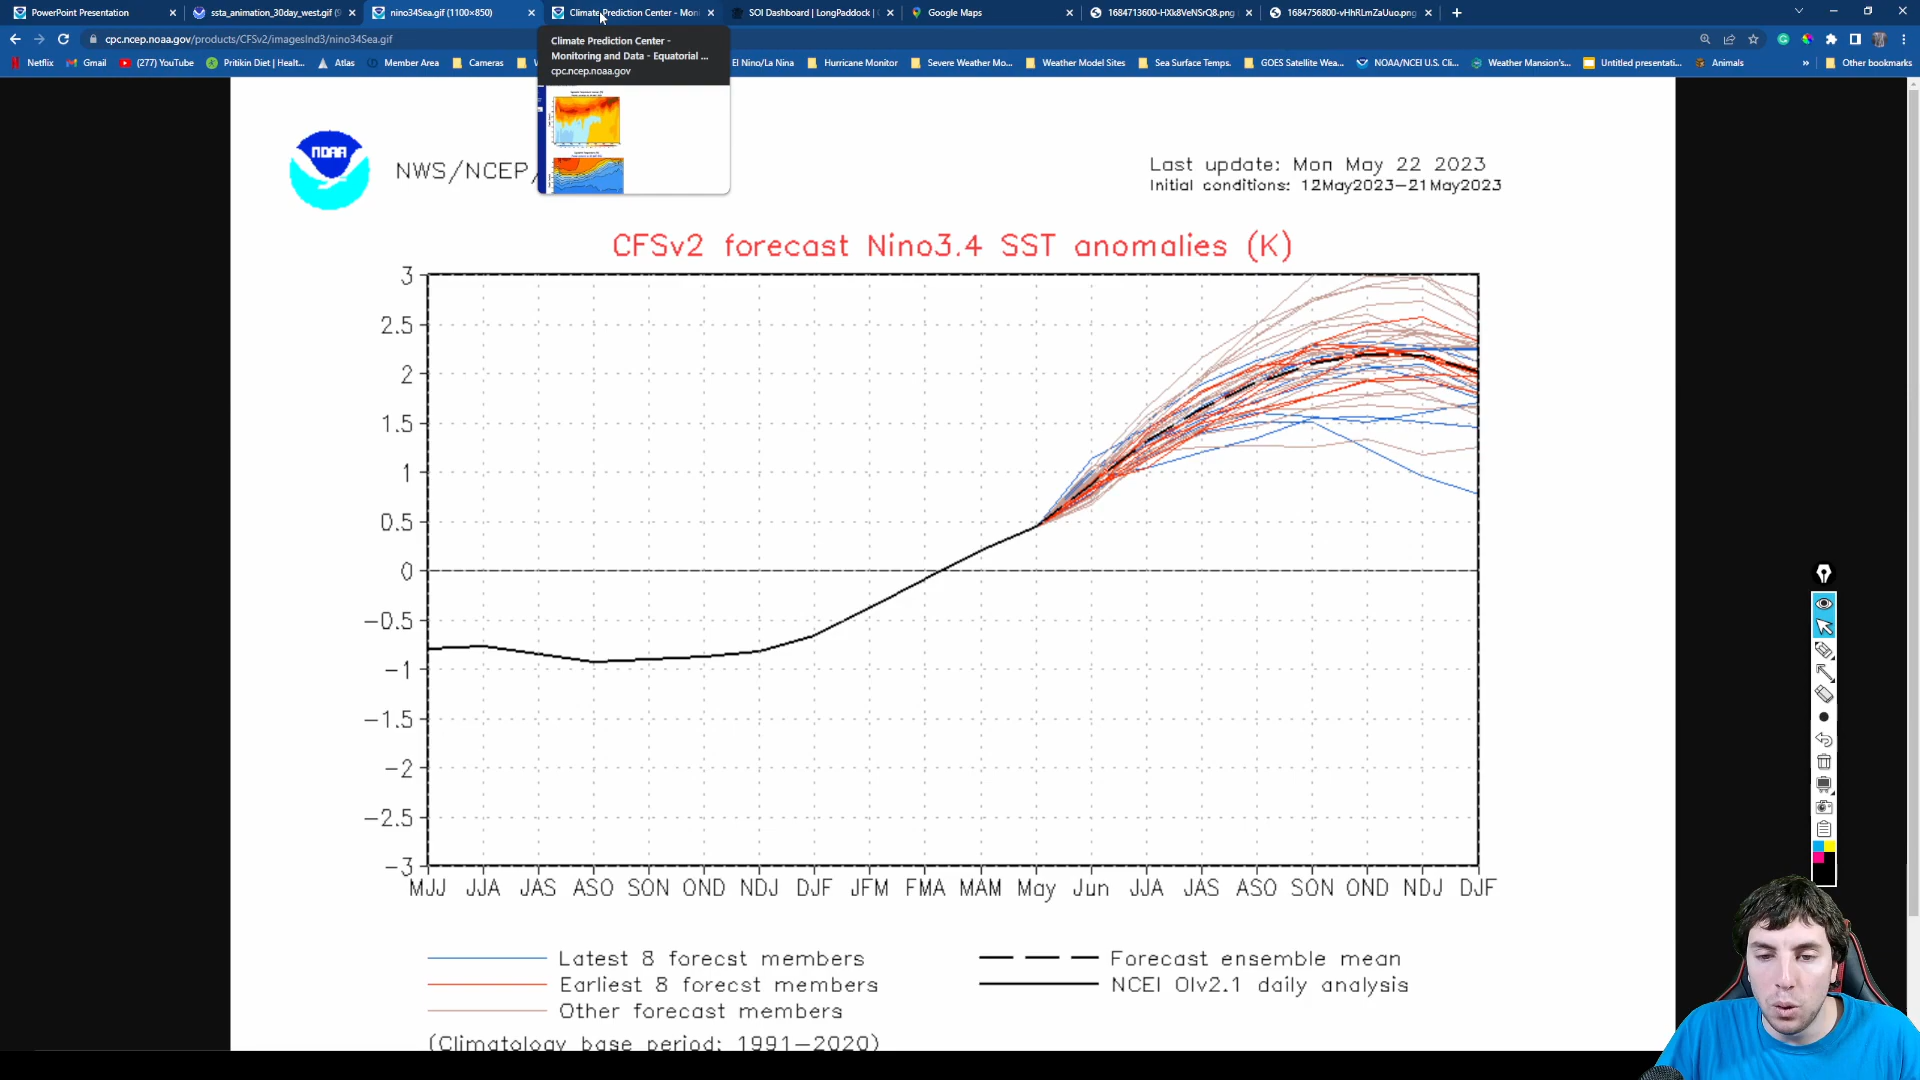 PowerPoint Presentation
ssta_animation_30day_west.gif (9
nino34Sea.gif (1100×850)
Climate Prediction Center - Moni
SOI Dashboard | LongPaddock |
Google Maps
1684713600-HXk8VeNSrQ8.png
1684756800-vHhRLmZaUuo.png
cpc.ncep.noaa.gov/products/CFSv2/imagesInd3/nino34Sea.gif
Netflix
Gmail
(277) YouTube
Pritikin Diet | Healt...
Atlas
Member Area
Cameras
El Nino/La Nina
Hurricane Monitor
Severe Weather Mo...
Weather Model Sites
Sea Surface Temps.
GOES Satellite Wea...
NOAA/NCEI U.S. Cli...
Weather Mansion's...
Untitled presentati...
Animals
»
Other bookmarks
Climate Prediction Center -
Monitoring and Data - Equatorial ...
cpc.ncep.noaa.gov
NOAA
NWS/NCEP/
Last update: Mon May 22 2023
Initial conditions: 12May2023–21May2023
CFSv2 forecast Nino3.4 SST anomalies (K)
3
2.5
2
1.5
1
0.5
0
−0.5
−1
−1.5
−2
−2.5
−3
MJJ JJA JAS ASO SON OND NDJ DJF JFM FMA MAM May Jun JJA JAS ASO SON OND NDJ DJF
Latest 8 forecst members
Earliest 8 forecst members
Other forecast members
Forecast ensemble mean
NCEI OIv2.1 daily analysis
(Climatology base period: 1991–2020)